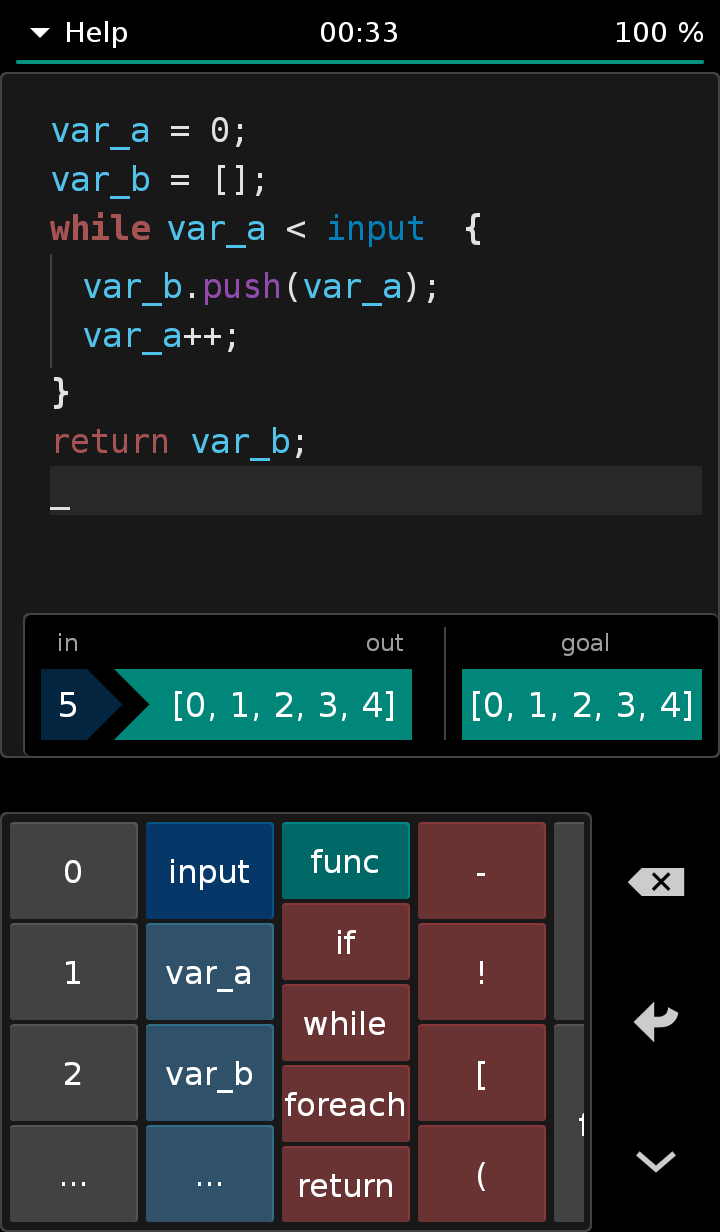 Help 00:33 100 %
var_a = 0;
var_b = [];
while var_a < input {
var_b.push(var_a);
var_a++;
}
return var_b;
_
in out goal
5 [0, 1, 2, 3, 4] [0, 1, 2, 3, 4]
0 input func -
if
1 var_a !
while
2 var_b [
foreach
... ... (
return